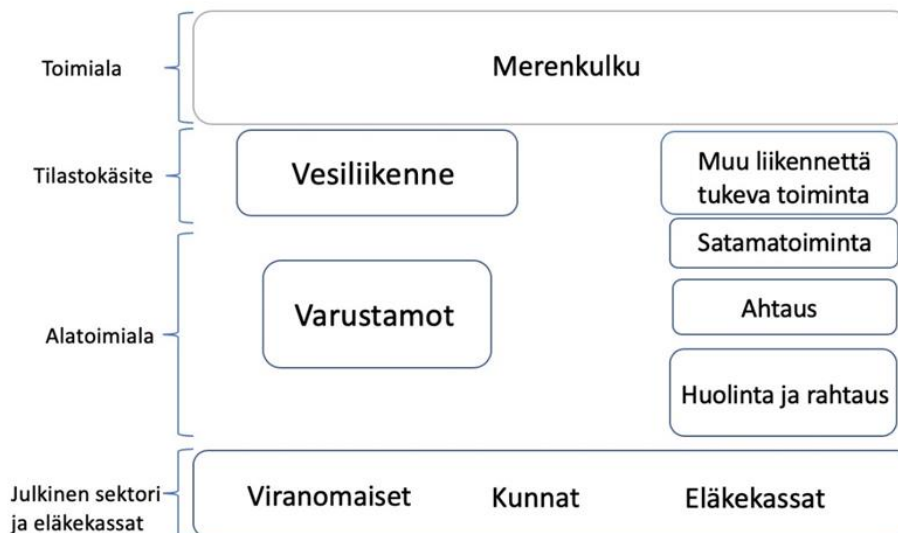 Toimiala
Merenkulku
Tilastokäsite
Vesiliikenne
Muu liikennettä
tukeva toiminta
Alatoimiala
Varustamot
Satamatoiminta
Ahtaus
Huolinta ja rahtaus
Julkinen sektori
ja eläkekassat
Viranomaiset
Kunnat
Eläkekassat